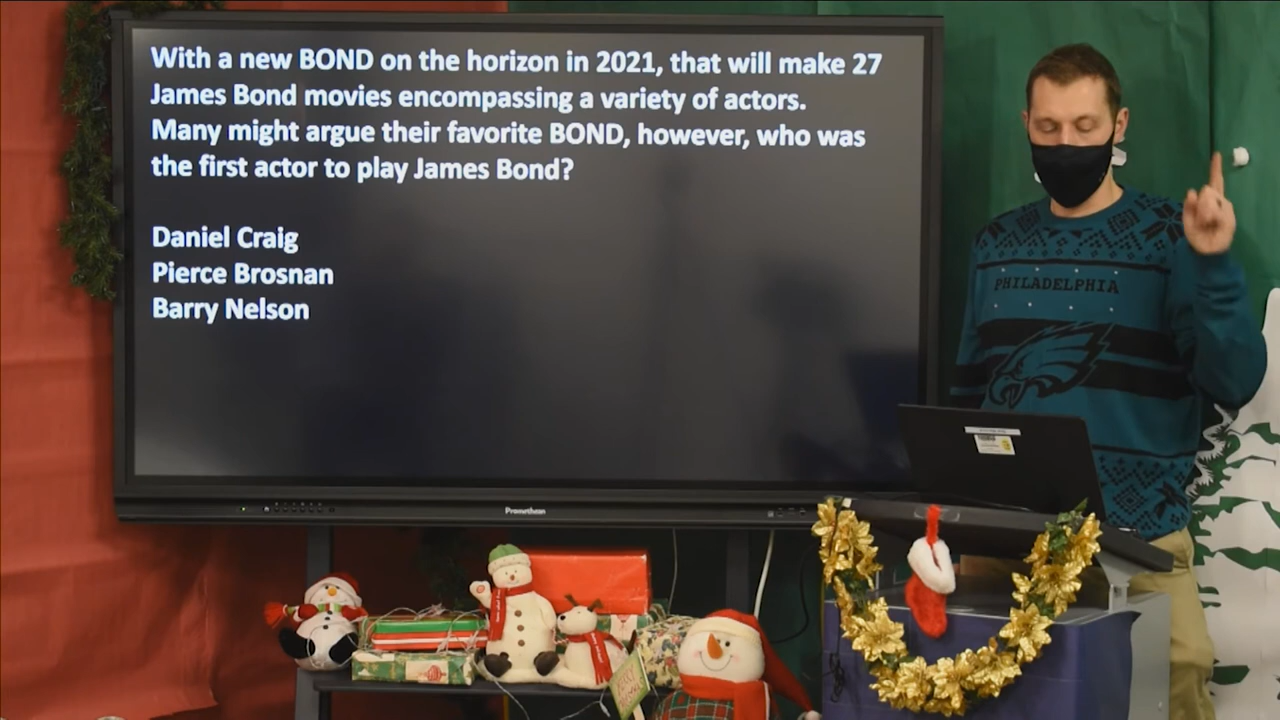 With a new BOND on the horizon in 2021, that will make 27
James Bond movies encompassing a variety of actors.
Many might argue their favorite BOND, however, who was
the first actor to play James Bond?
Daniel Craig
Pierce Brosnan
Barry Nelson
PHILADELPHIA
Promethean